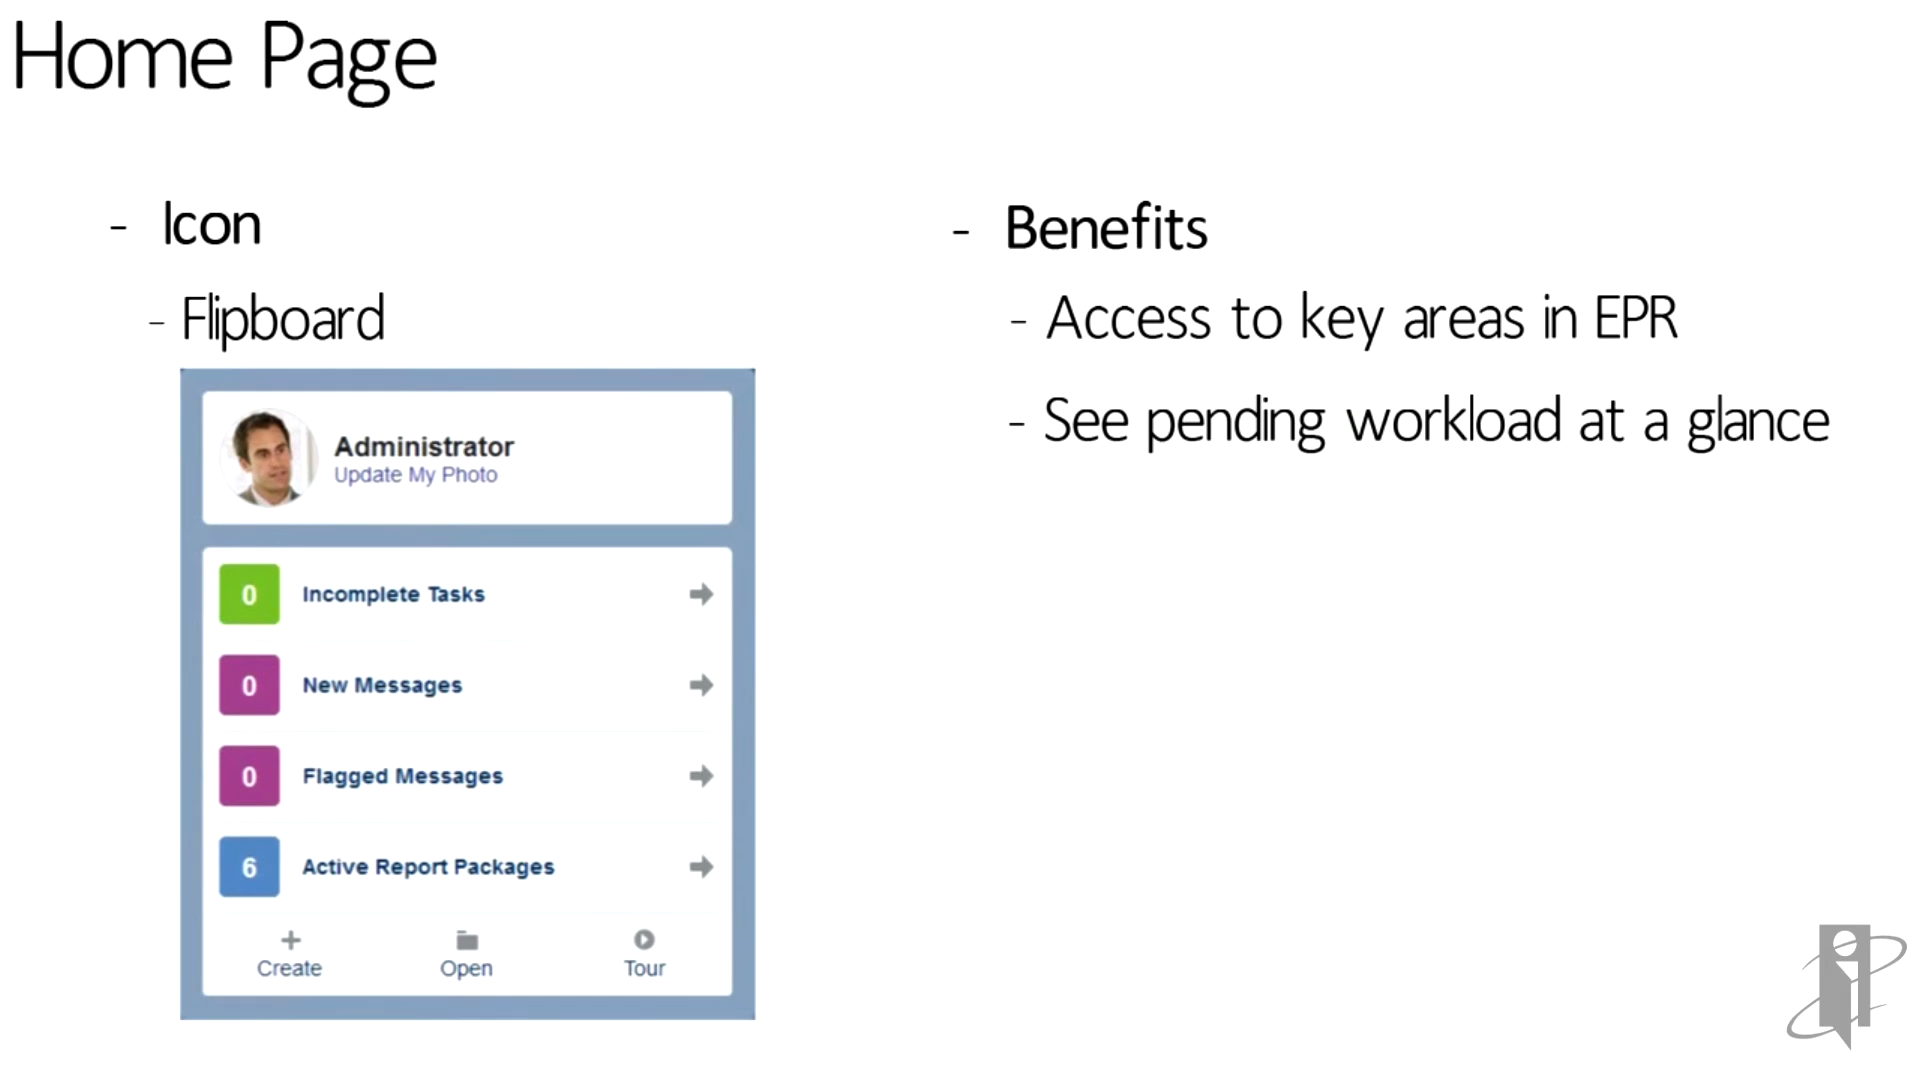 Home Page
- Icon
- Flipboard
Administrator
Update My Photo
0 Incomplete Tasks
0 New Messages
0 Flagged Messages
6 Active Report Packages
Create Open Tour
- Benefits
- Access to key areas in EPR
- See pending workload at a glance